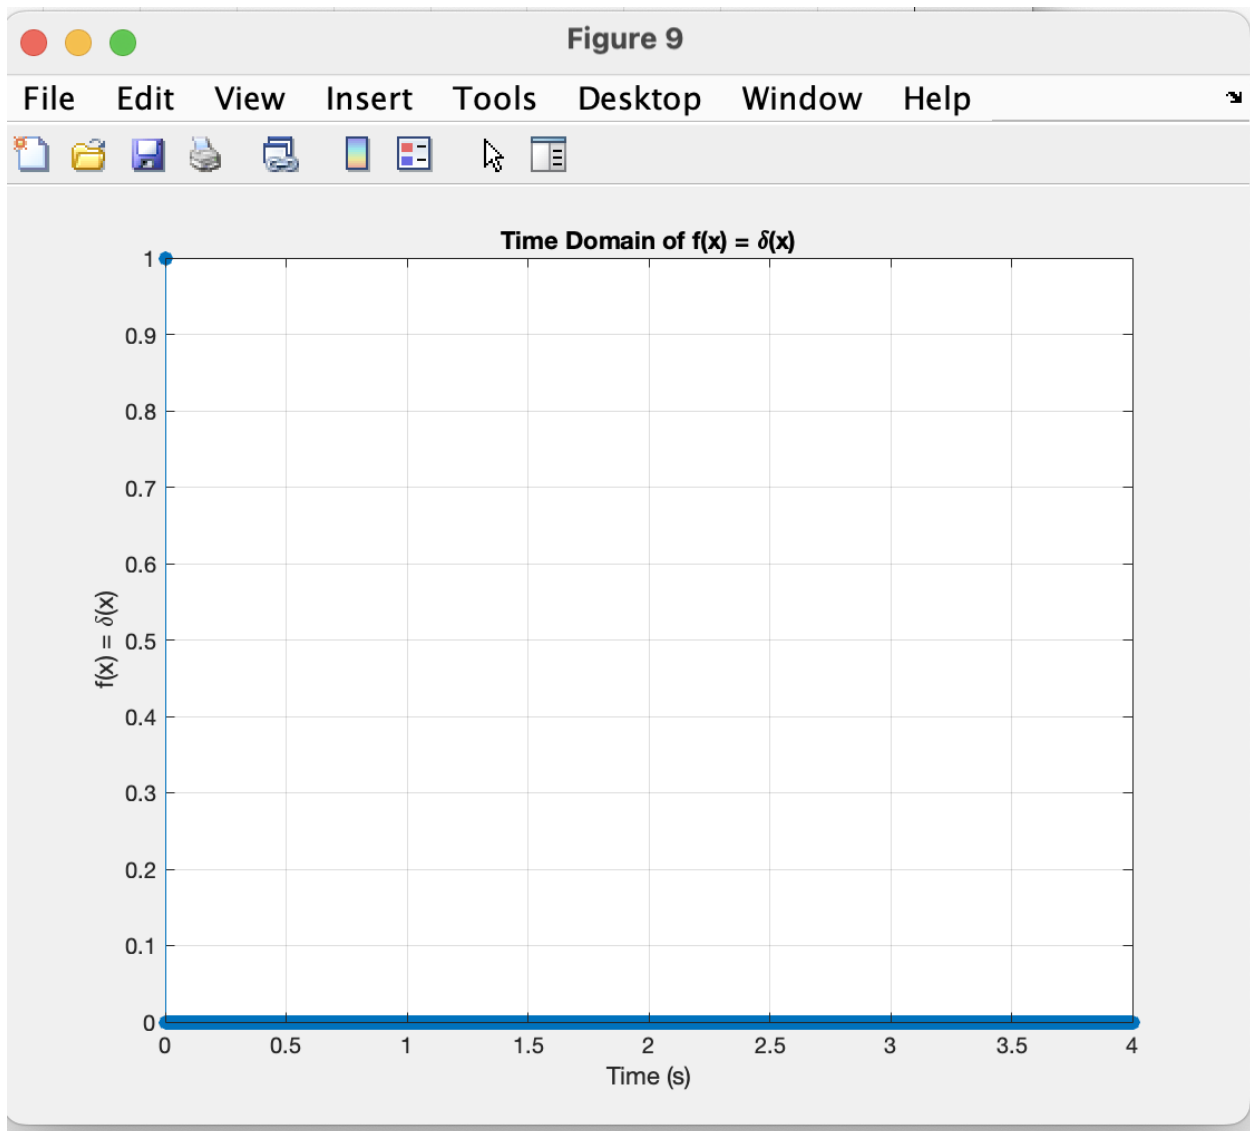 Figure 9
File Edit View Insert Tools Desktop Window Help
Time Domain of f(x) = δ(x)
1
0.9
0.8
0.7
0.6
0.5
0.4
0.3
0.2
0.1
0
f(x) = δ(x)
0 0.5 1 1.5 2 2.5 3 3.5 4
Time (s)